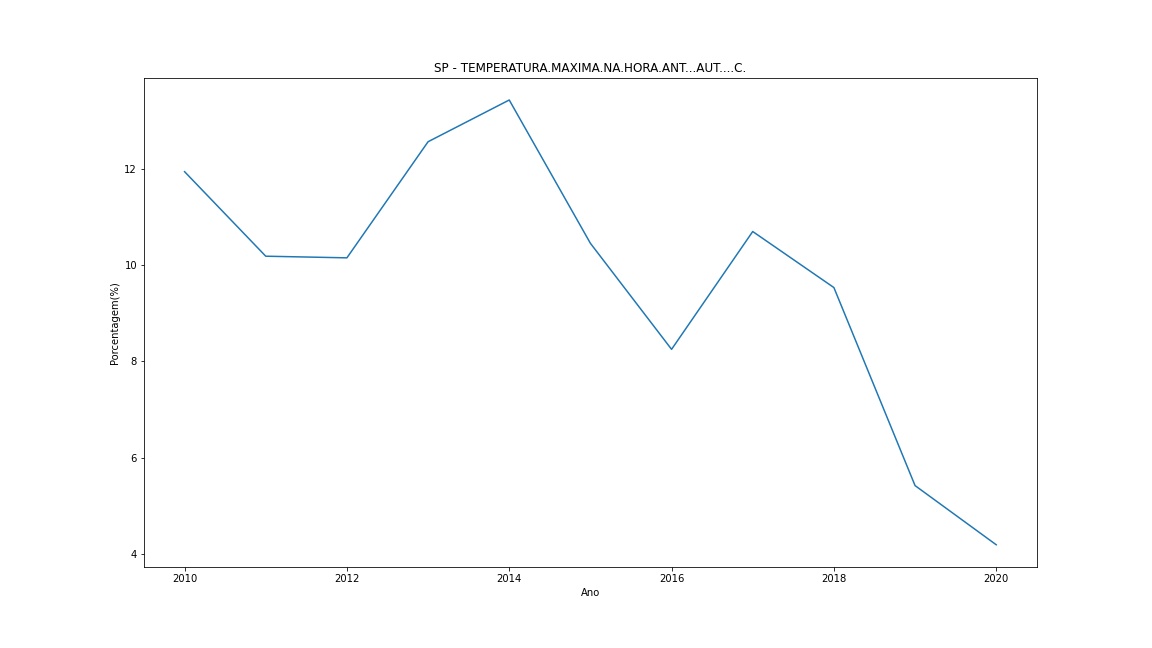 SP - TEMPERATURA.MAXIMA.NA.HORA.ANT...AUT....C.
Porcentagem(%)
12
10
8
6
4
2010 2012 2014 2016 2018 2020
Ano